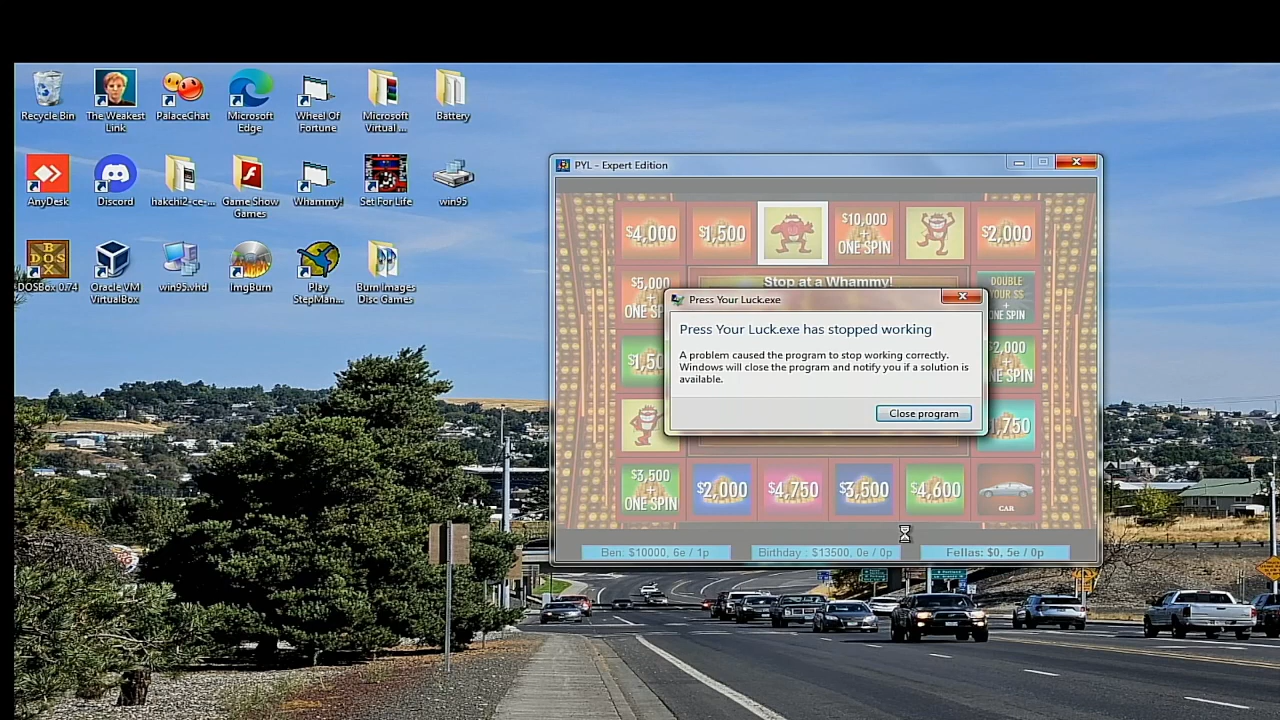 Recycle Bin
The Weakest
Link
PalaceChat
Microsoft
Edge
Wheel Of
Fortune
Microsoft
Virtual ...
Battery
AnyDesk
Discord
hakchi2-ce-...
Game Show
Games
Whammy!
Set For Life
win95
DOSBox 0.74
Oracle VM
VirtualBox
win95.vhd
ImgBurn
Play
StepMan...
Burn Images
Disc Games
PYL - Expert Edition
$4,000
$1,500
$10,000
+
ONE SPIN
$2,000
$5,000
+
ONE SP
Stop at a Whammy!
DOUBLE
YOUR $$
+
ONE SPIN
Press Your Luck.exe
Press Your Luck.exe has stopped working
A problem caused the program to stop working correctly.
Windows will close the program and notify you if a solution is
available.
Close program
$1,50
$2,000
+
ONE SPIN
1,750
$3,500
+
ONE SPIN
$2,000
$4,750
$3,500
$4,600
CAR
Ben: $10000, 6e / 1p
Birthday : $13500, 0e / 0p
Fellas: $0, 5e / 0p